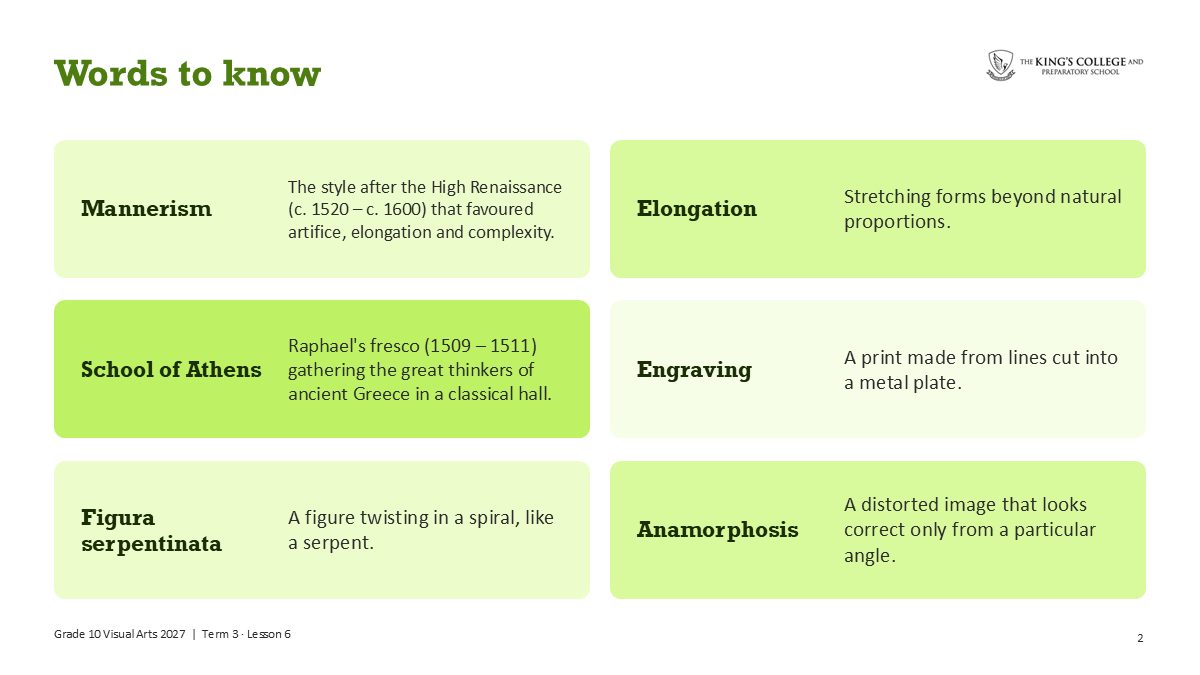 Words to know
THE KING'S COLLEGE AND
PREPARATORY SCHOOL
Mannerism
The style after the High Renaissance
(c. 1520 – c. 1600) that favoured
artifice, elongation and complexity.
Elongation
Stretching forms beyond natural
proportions.
School of Athens
Raphael's fresco (1509 – 1511)
gathering the great thinkers of
ancient Greece in a classical hall.
Engraving
A print made from lines cut into
a metal plate.
Figura
serpentinata
A figure twisting in a spiral, like
a serpent.
Anamorphosis
A distorted image that looks
correct only from a particular
angle.
Grade 10 Visual Arts 2027 | Term 3 · Lesson 6
2